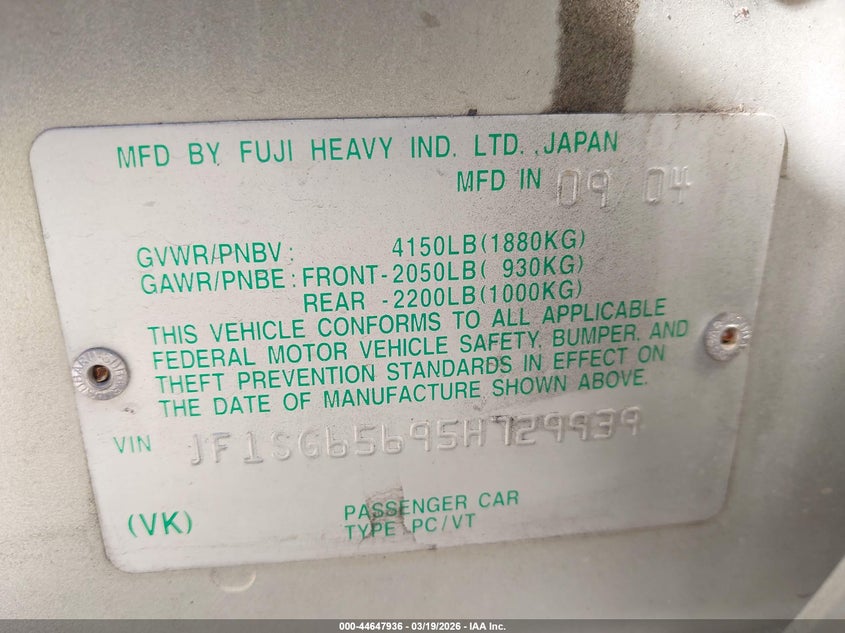 MFD BY FUJI HEAVY IND. LTD. JAPAN
MFD IN 09/04
GVWR/PNBV: 4150LB(1880KG)
GAWR/PNBE: FRONT-2050LB( 930KG)
REAR -2200LB(1000KG)
THIS VEHICLE CONFORMS TO ALL APPLICABLE
FEDERAL MOTOR VEHICLE SAFETY, BUMPER, AND
THEFT PREVENTION STANDARDS IN EFFECT ON
THE DATE OF MANUFACTURE SHOWN ABOVE.
VIN JF1SG65695H729939
(VK)
PASSENGER CAR
TYPE PC/VT
000-44647936 - 03/19/2026 - IAA Inc.